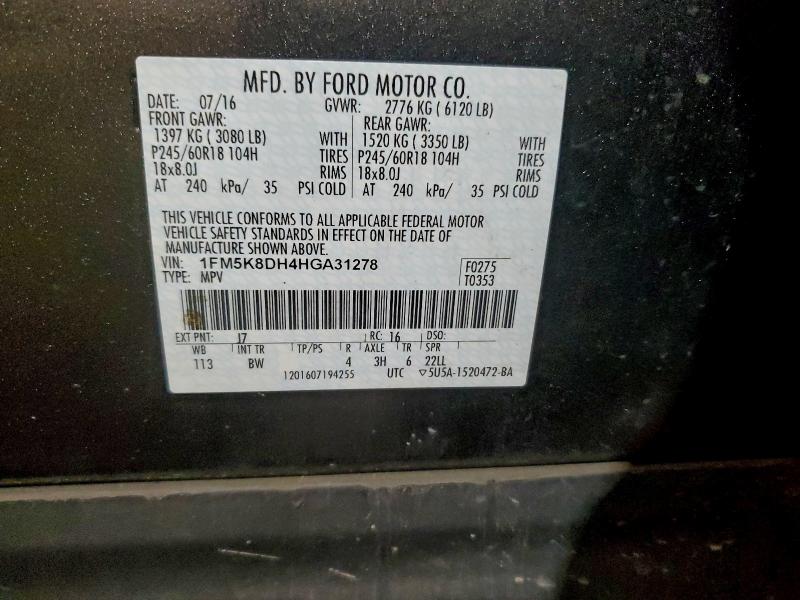 MFD. BY FORD MOTOR CO.
DATE: 07/16 GVWR: 2776 KG ( 6120 LB)
FRONT GAWR: REAR GAWR:
1397 KG ( 3080 LB) WITH 1520 KG ( 3350 LB) WITH
P245/60R18 104H TIRES P245/60R18 104H TIRES
18x8.0J RIMS 18x8.0J RIMS
AT 240 kPa/ 35 PSI COLD AT 240 kPa/ 35 PSI COLD
THIS VEHICLE CONFORMS TO ALL APPLICABLE FEDERAL MOTOR
VEHICLE SAFETY STANDARDS IN EFFECT ON THE DATE OF
MANUFACTURE SHOWN ABOVE.
VIN: 1FM5K8DH4HGA31278 F0275
TYPE: MPV T0353
EXT PNT: J7 RC: 16 DSO:
WB INT TR TP/PS R AXLE TR SPR
113 BW 4 3H 6 22LL
1201607194255 UTC ▽5U5A-1520472-BA